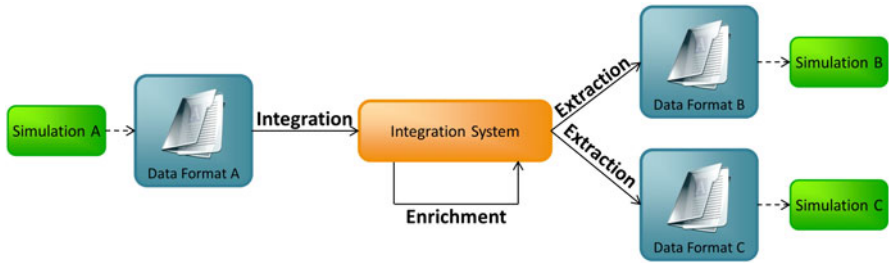 Simulation A
Data Format A
Integration
Integration System
Enrichment
Extraction
Extraction
Data Format B
Simulation B
Data Format C
Simulation C